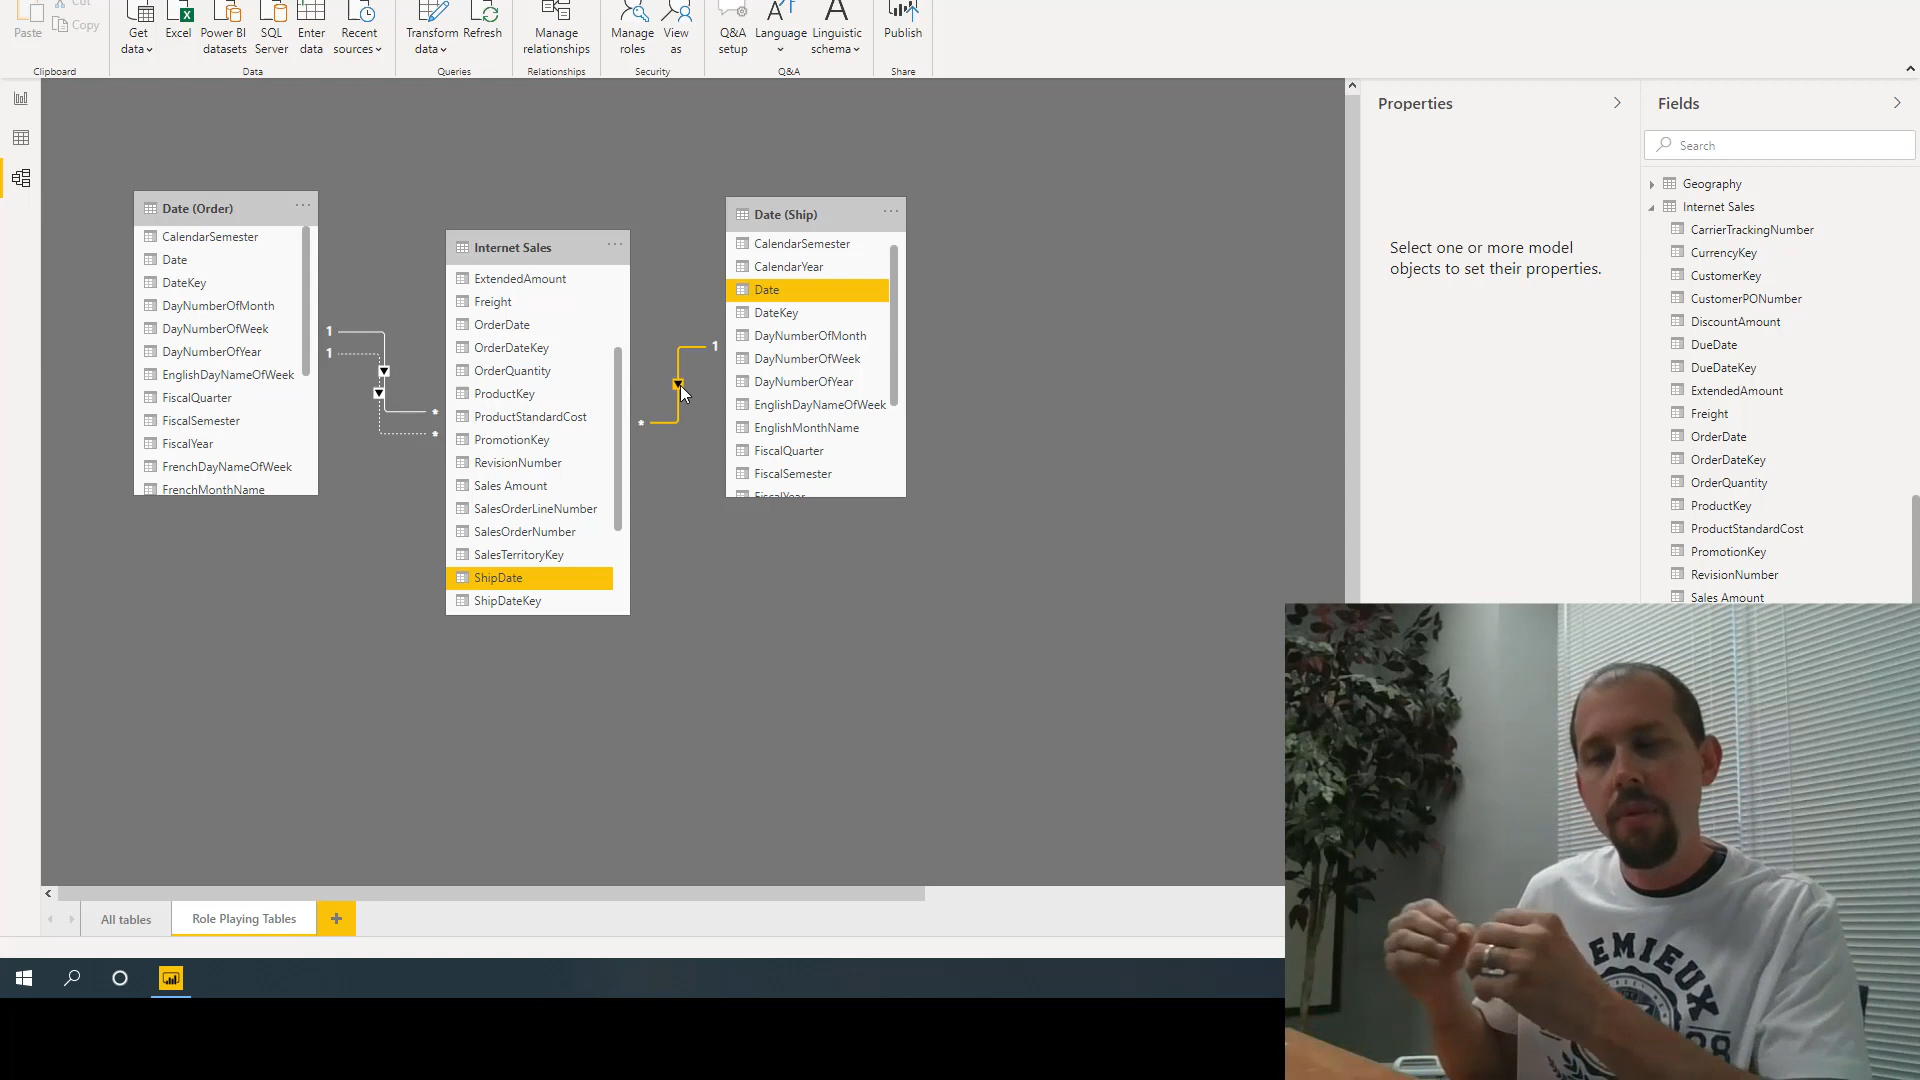 Cut
Paste
Copy
Clipboard
Get
data
Excel
Power BI
datasets
SQL
Server
Enter
data
Recent
sources
Data
Transform
data
Refresh
Queries
Manage
relationships
Relationships
Manage
roles
View
as
Security
Q&A
setup
Language
Linguistic
schema
Q&A
Publish
Share
Date (Order)
CalendarSemester
Date
DateKey
DayNumberOfMonth
DayNumberOfWeek
DayNumberOfYear
EnglishDayNameOfWeek
FiscalQuarter
FiscalSemester
FiscalYear
FrenchDayNameOfWeek
FrenchMonthName
1
1
*
*
Internet Sales
ExtendedAmount
Freight
OrderDate
OrderDateKey
OrderQuantity
ProductKey
ProductStandardCost
PromotionKey
RevisionNumber
Sales Amount
SalesOrderLineNumber
SalesOrderNumber
SalesTerritoryKey
ShipDate
ShipDateKey
*
1
Date (Ship)
CalendarSemester
CalendarYear
Date
DateKey
DayNumberOfMonth
DayNumberOfWeek
DayNumberOfYear
EnglishDayNameOfWeek
EnglishMonthName
FiscalQuarter
FiscalSemester
FiscalYear
Properties
Select one or more model
objects to set their properties.
Fields
Search
Geography
Internet Sales
CarrierTrackingNumber
CurrencyKey
CustomerKey
CustomerPONumber
DiscountAmount
DueDate
DueDateKey
ExtendedAmount
Freight
OrderDate
OrderDateKey
OrderQuantity
ProductKey
ProductStandardCost
PromotionKey
RevisionNumber
Sales Amount
All tables
Role Playing Tables
EMIEUX